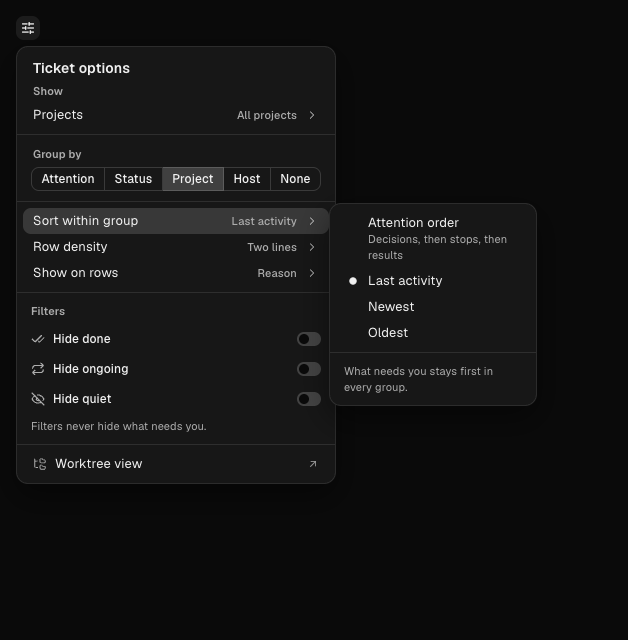 Ticket options
Show
Projects All projects
Group by
Attention Status Project Host None
Sort within group Last activity
Row density Two lines
Show on rows Reason
Filters
Hide done
Hide ongoing
Hide quiet
Filters never hide what needs you.
Worktree view
Attention order
Decisions, then stops, then
results
Last activity
Newest
Oldest
What needs you stays first in
every group.